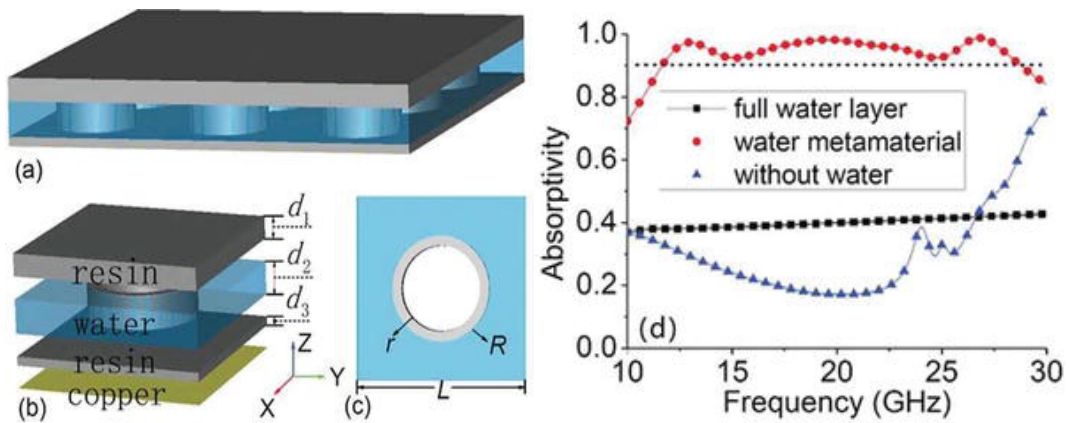 (a)
resin
water
resin
copper
d1
d2
d3
Z
Y
X
(b)
r
R
L
(c)
Absorptivity
1.0
0.8
0.6
0.4
0.2
0.0
full water layer
water metamaterial
without water
(d)
10
15
20
25
30
Frequency (GHz)